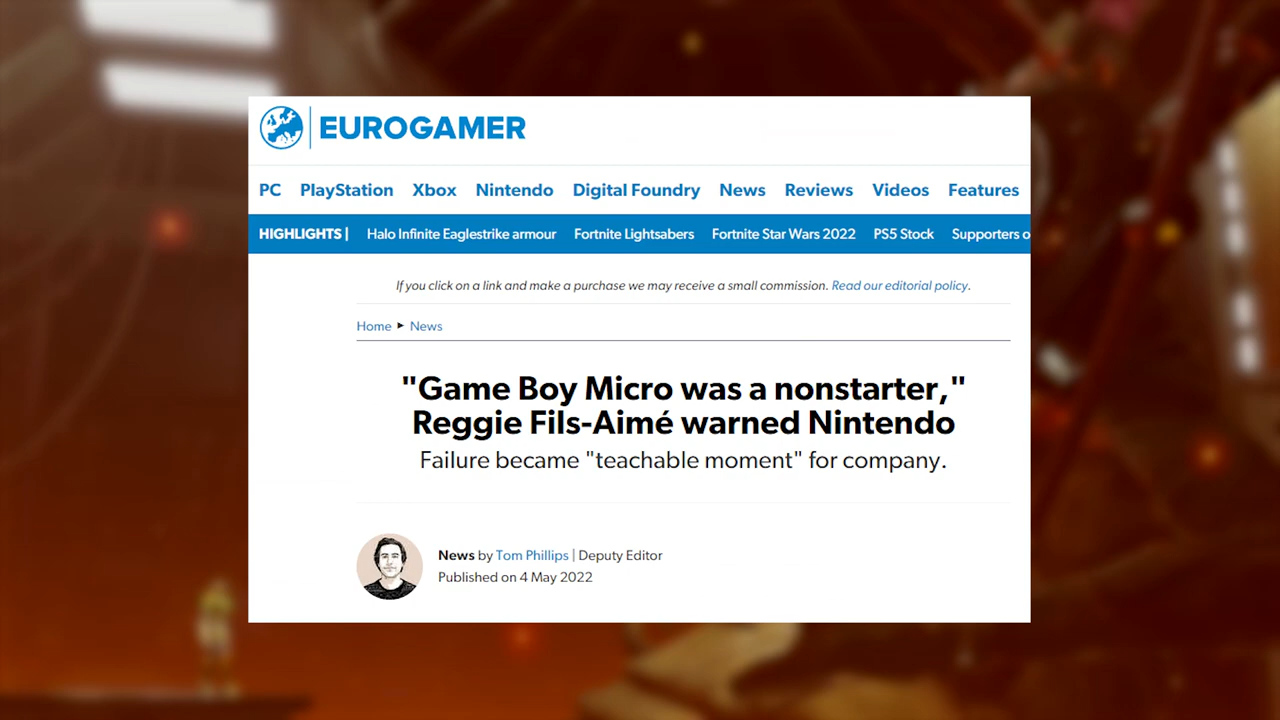 EUROGAMER
PC PlayStation Xbox Nintendo Digital Foundry News Reviews Videos Features
HIGHLIGHTS | Halo Infinite Eaglestrike armour Fortnite Lightsabers Fortnite Star Wars 2022 PS5 Stock Supporters o
If you click on a link and make a purchase we may receive a small commission. Read our editorial policy.
Home ► News
"Game Boy Micro was a nonstarter,"
Reggie Fils-Aimé warned Nintendo
Failure became "teachable moment" for company.
News by Tom Phillips | Deputy Editor
Published on 4 May 2022